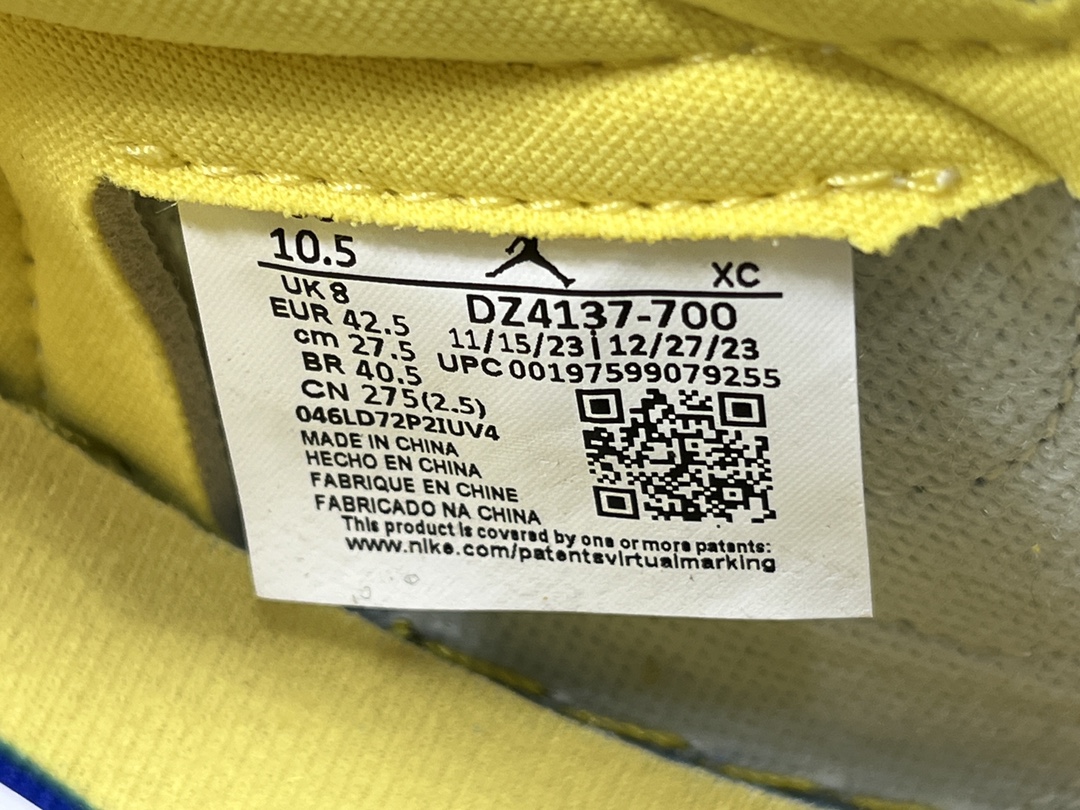 10.5
XC
UK 8
EUR 42.5
cm 27.5
BR 40.5
CN 275(2.5)
046LD72P2IUV4
DZ4137-700
11/15/23 | 12/27/23
UPC 00197599079255
MADE IN CHINA
HECHO EN CHINA
FABRIQUE EN CHINE
FABRICADO NA CHINA
This product is covered by one or more patents:
www.nike.com/patentsvirtualmarking